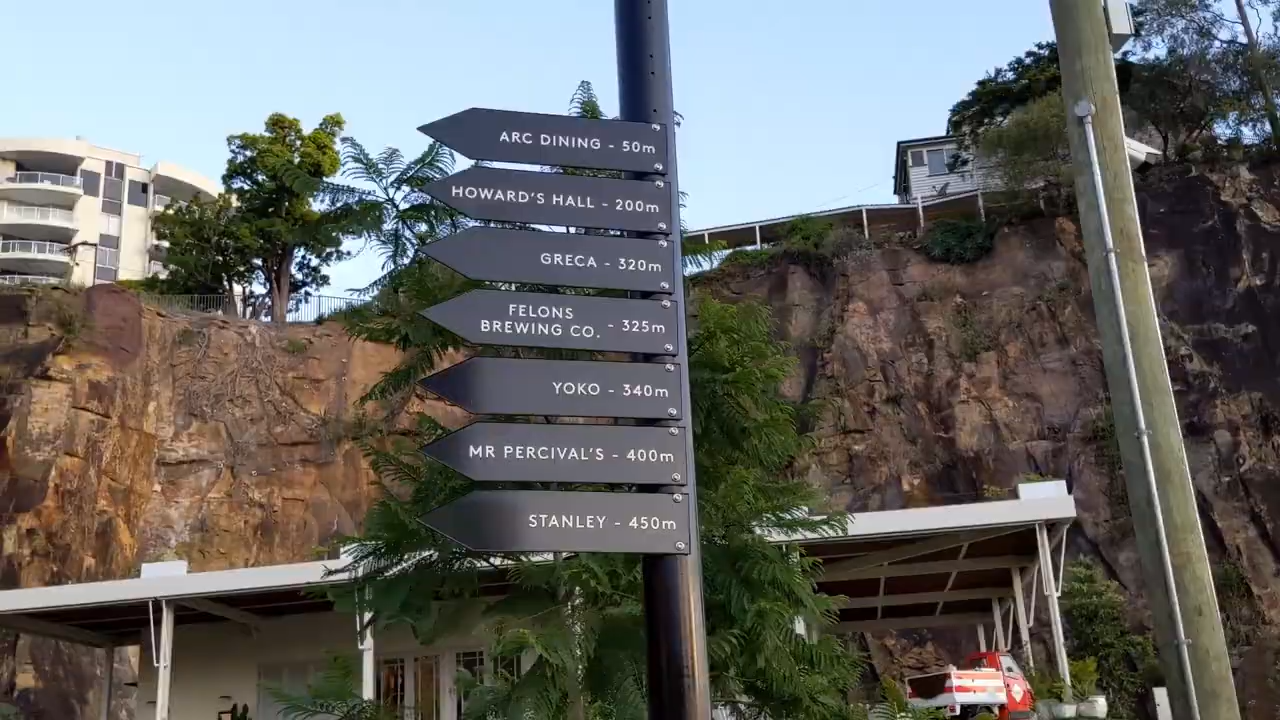 ARC DINING - 50m
HOWARD'S HALL - 200m
GRECA - 320m
FELONS
BREWING CO. - 325m
YOKO - 340m
MR PERCIVAL'S - 400m
STANLEY - 450m